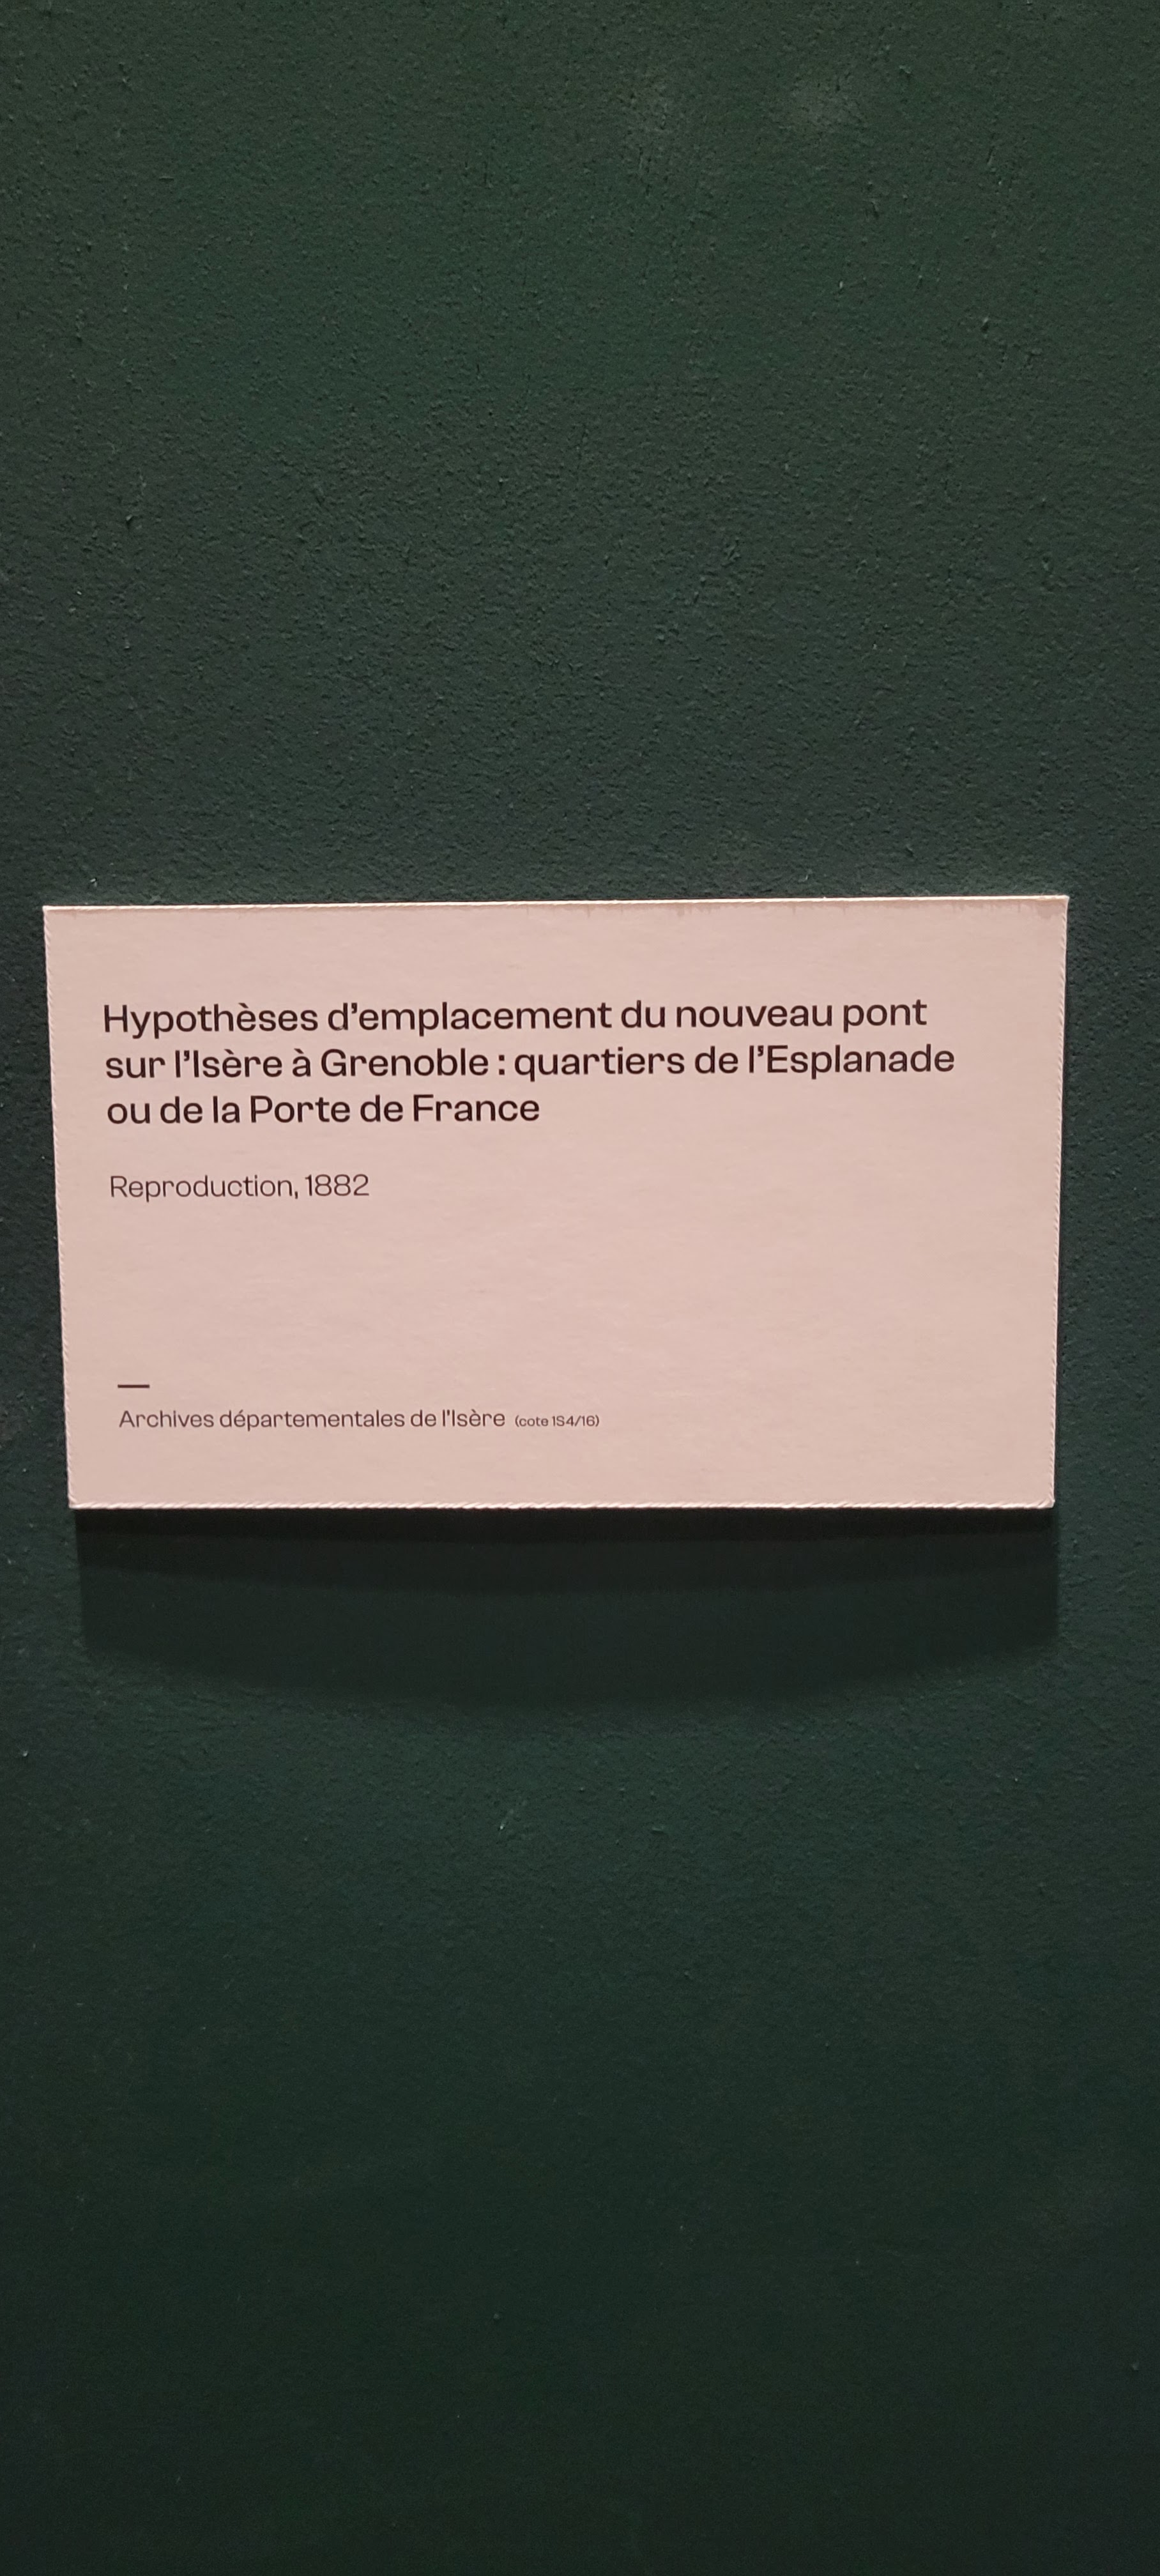 Hypothèses d’emplacement du nouveau pont
sur l’Isère à Grenoble : quartiers de l’Esplanade
ou de la Porte de France
Reproduction, 1882
—
Archives départementales de l'Isère (cote 1S4/16)